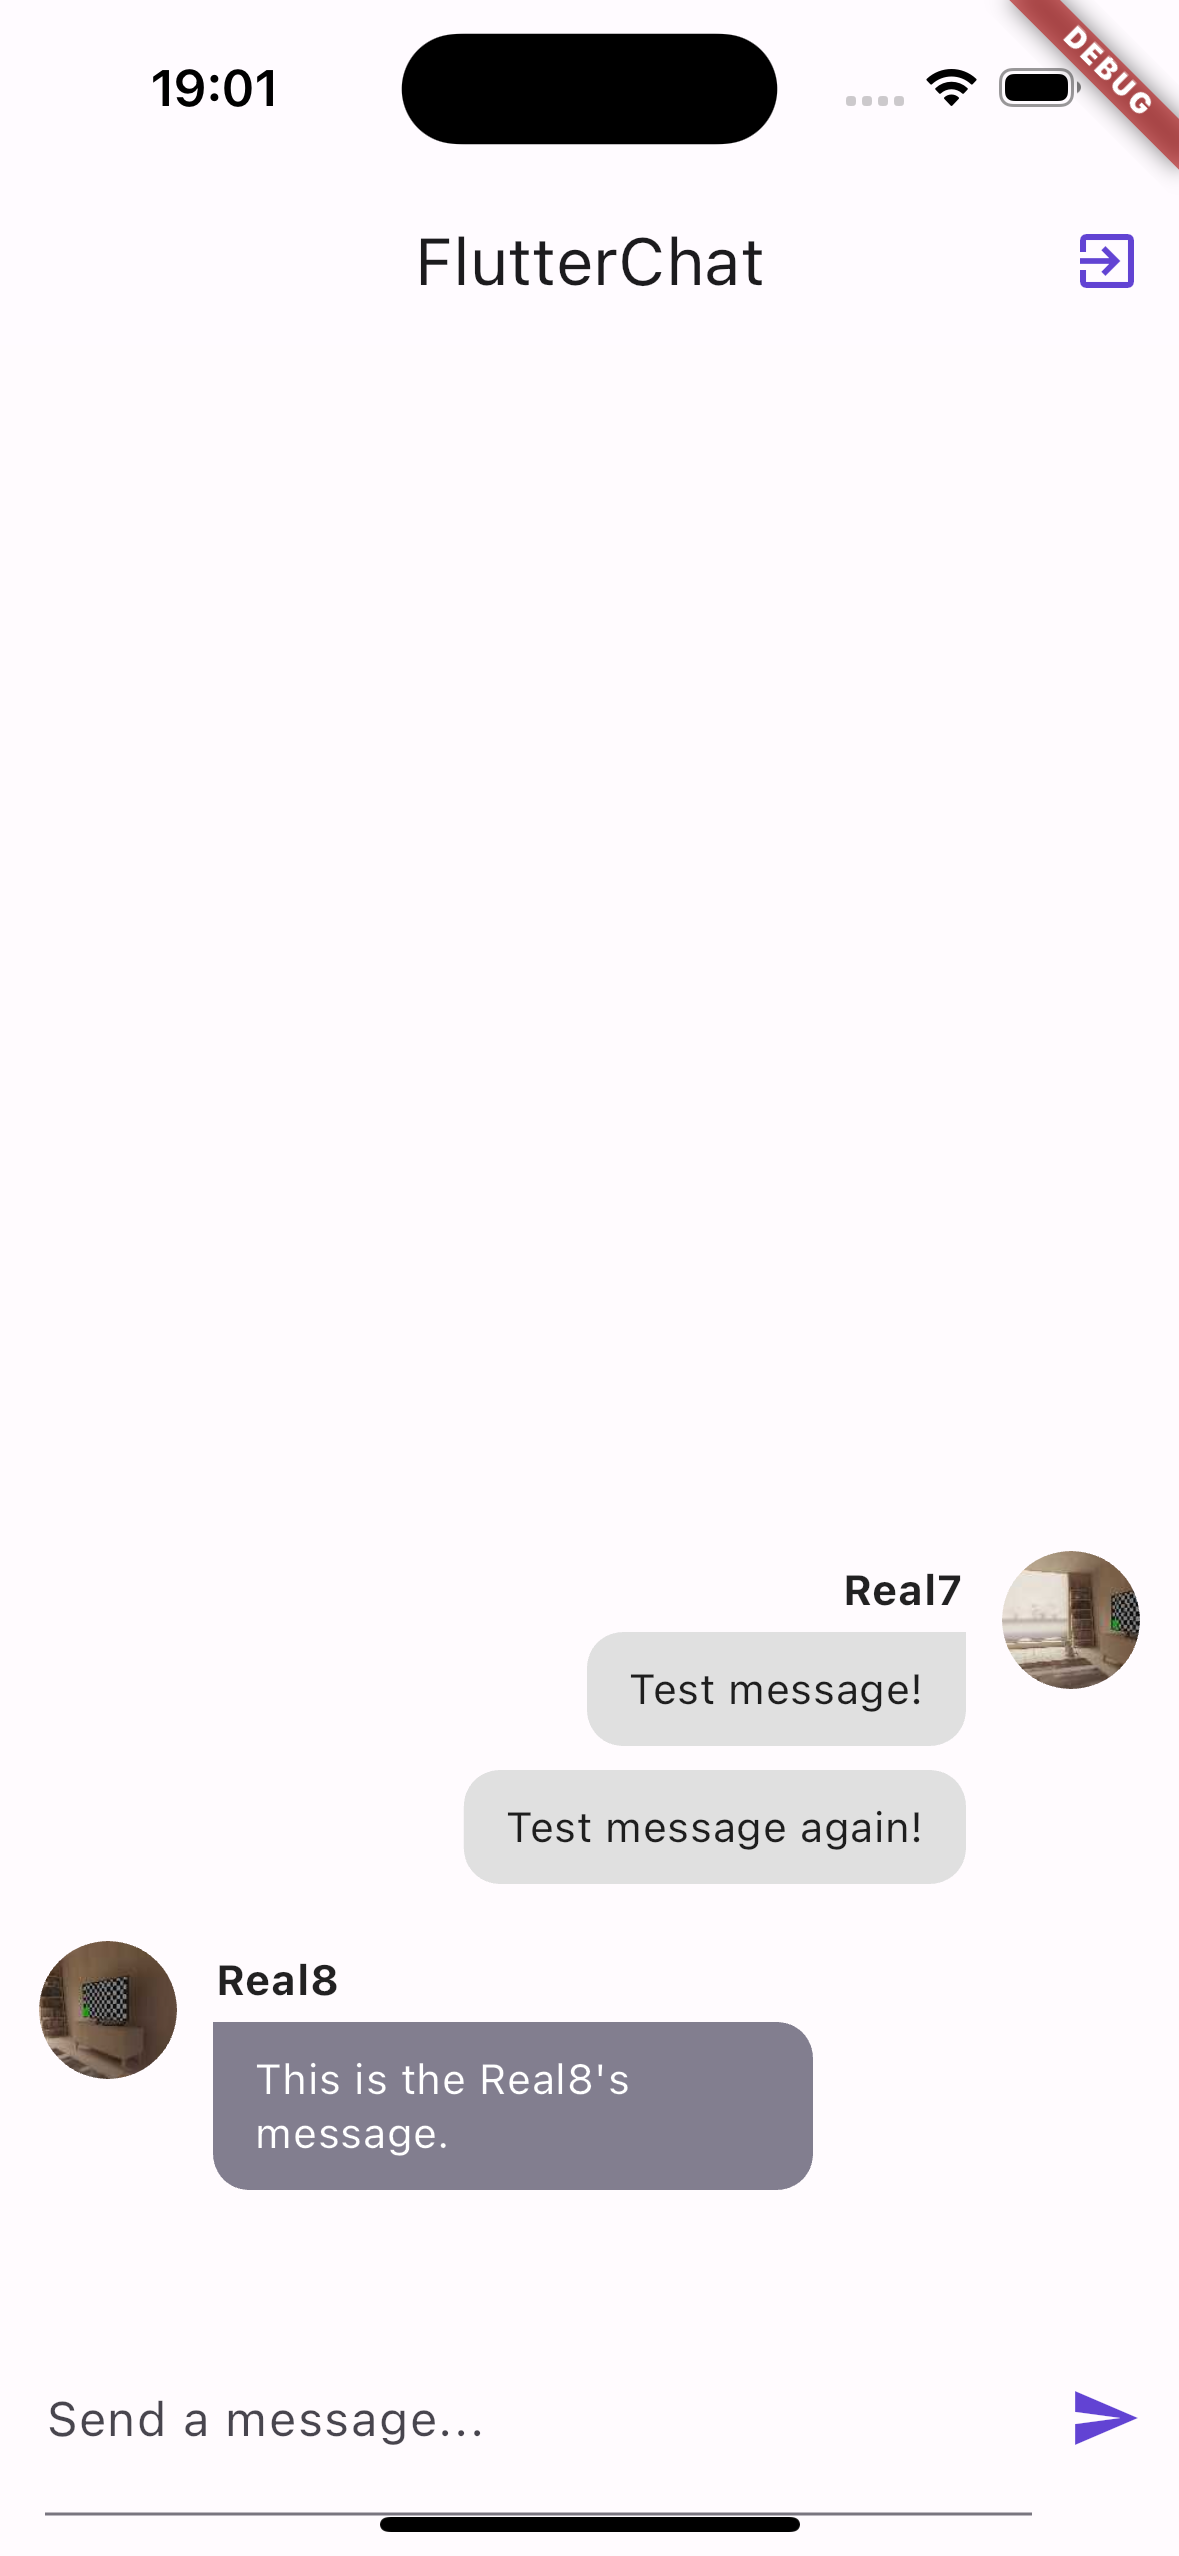 19:01
DEBUG
FlutterChat
Real7
Test message!
Test message again!
Real8
This is the Real8's
message.
Send a message...